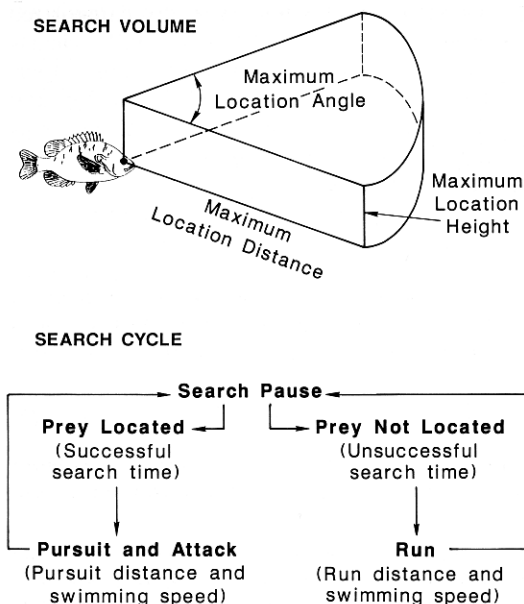 SEARCH VOLUME
Maximum
Location Angle
Maximum
Location Distance
Maximum
Location
Height
SEARCH CYCLE
Search Pause
Prey Located
(Successful
search time)
Prey Not Located
(Unsuccessful
search time)
Pursuit and Attack
(Pursuit distance and
swimming speed)
Run
(Run distance and
swimming speed)